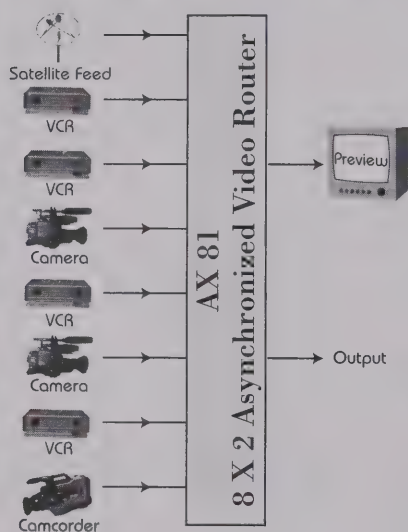 Satellite Feed
VCR
VCR
Camera
VCR
Camera
VCR
Camcorder
AX 81
8 X 2 Asynchronized Video Router
Preview
Output